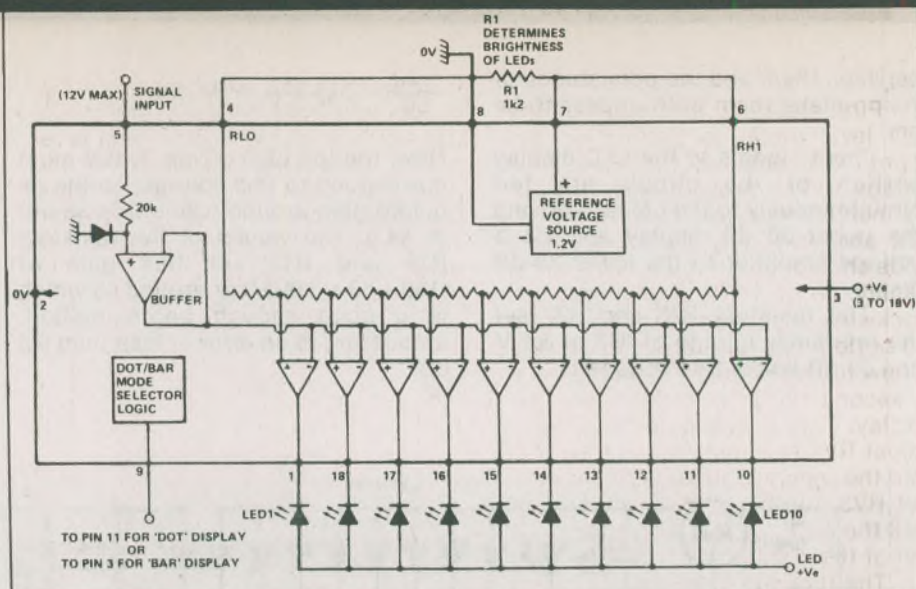 R1
DETERMINES
BRIGHTNESS
OF LEDs
0V
R1
1k2
(12V MAX)
SIGNAL
INPUT
5
4
RLO
8
7
6
RH1
20k
+
REFERENCE
VOLTAGE
SOURCE
1.2V
-
+ -
BUFFER
0V
+Ve
3
(3 TO 18V)
DOT/BAR
MODE
SELECTOR
LOGIC
+ - + - + - + - + - + - + - + - + - + -
9
1 18 17 16 15 14 13 12 11 10
LED1
LED10
TO PIN 11 FOR 'DOT' DISPLAY
OR
TO PIN 3 FOR 'BAR' DISPLAY
LED
+Ve